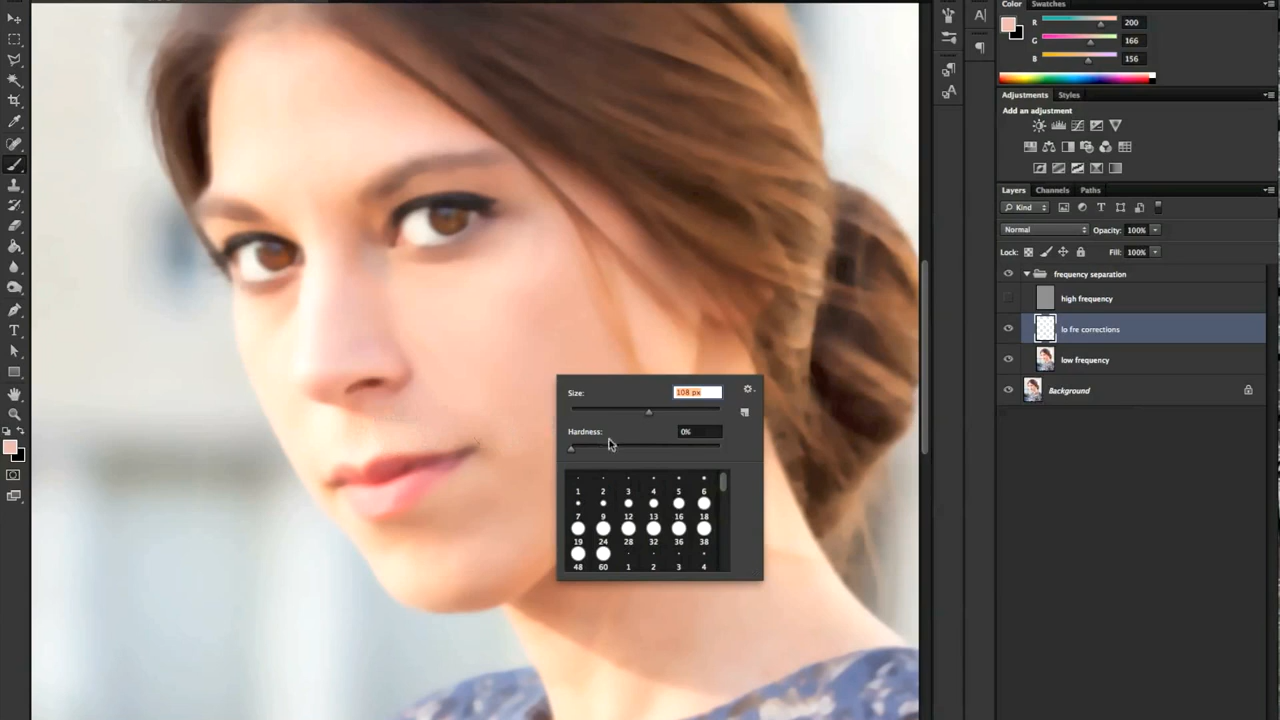 Color Swatches
R 200
G 166
B 156
Adjustments Styles
Add an adjustment
Layers Channels Paths
Kind
Normal Opacity: 100%
Lock: Fill: 100%
frequency separation
high frequency
lo fre corrections
low frequency
Background
Size: 108 px
Hardness: 0%
1 2 3 4 5 6
7 9 12 13 16 18
19 24 28 32 36 38
48 60 1 2 3 4